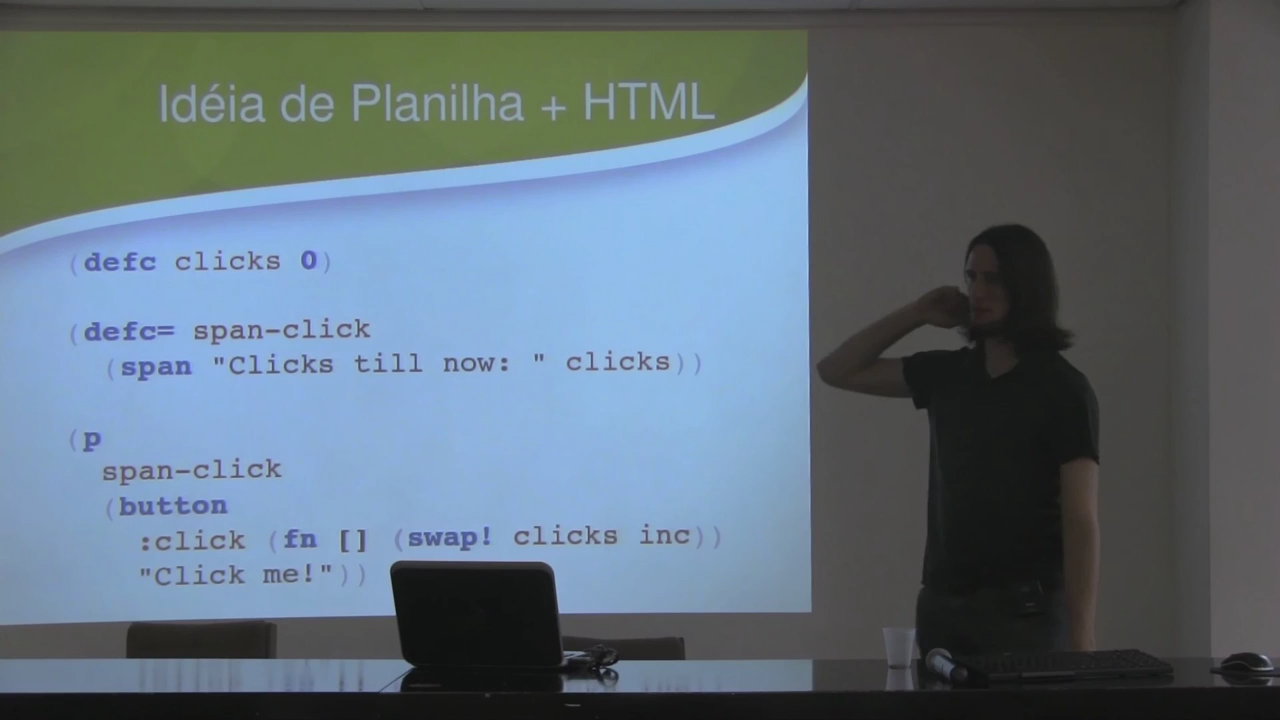 Idéia de Planilha + HTML
(defc clicks 0)
(defc= span-click
(span "Clicks till now: " clicks))
(p
span-click
(button
:click (fn [] (swap! clicks inc))
"Click me!"))